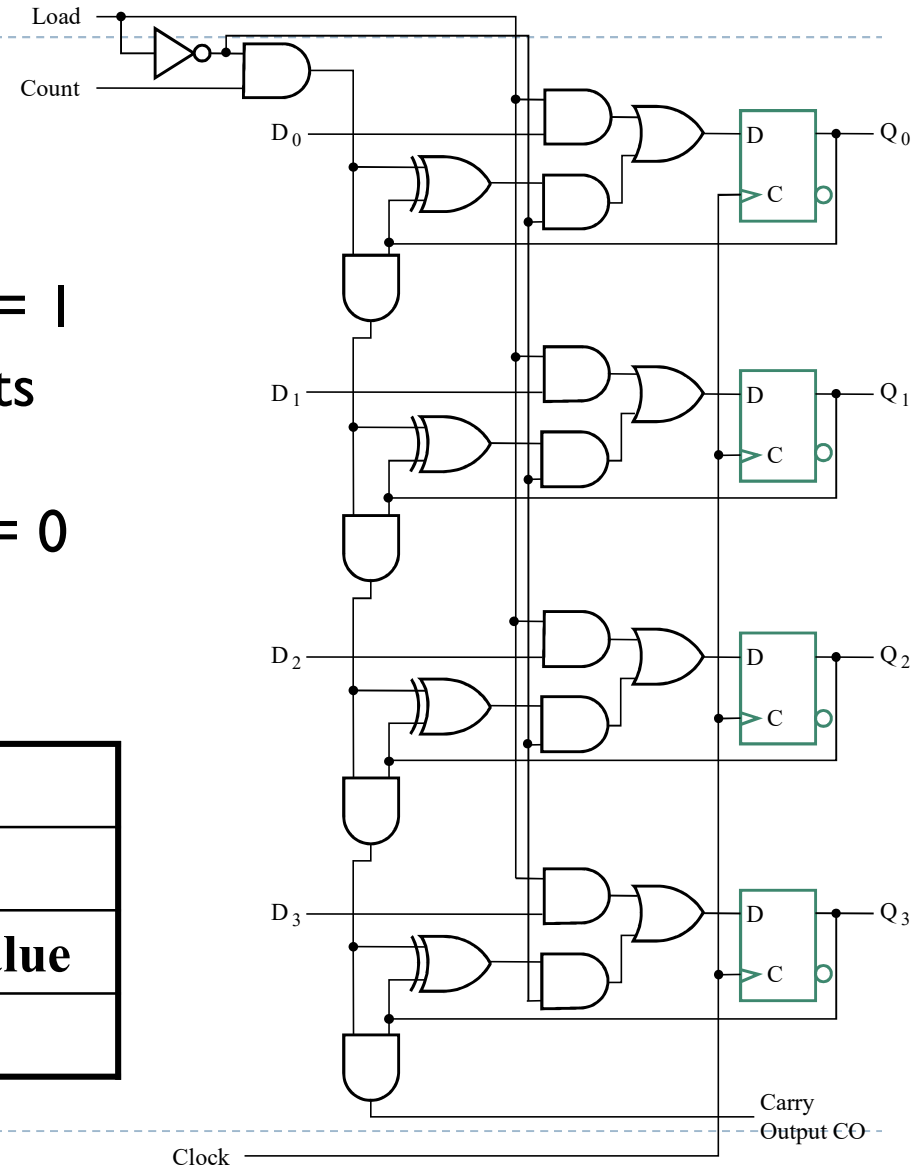 Load
Count
D0
D
Q0
C
= 1
D1
D
Q1
ts
C
= 0
D2
D
Q2
C
lue
D3
D
Q3
C
Carry
Output CO
Clock